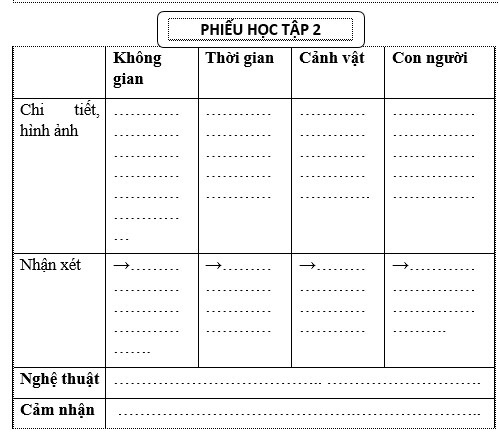 PHIẾU HỌC TẬP 2
Không gian Thời gian Cảnh vật Con người
Chi tiết, hình ảnh ………… ………… ………… …………
Nhận xét →……… →……… →……… →………
Nghệ thuật ……………………………………………………
Cảm nhận ……………………………………………………